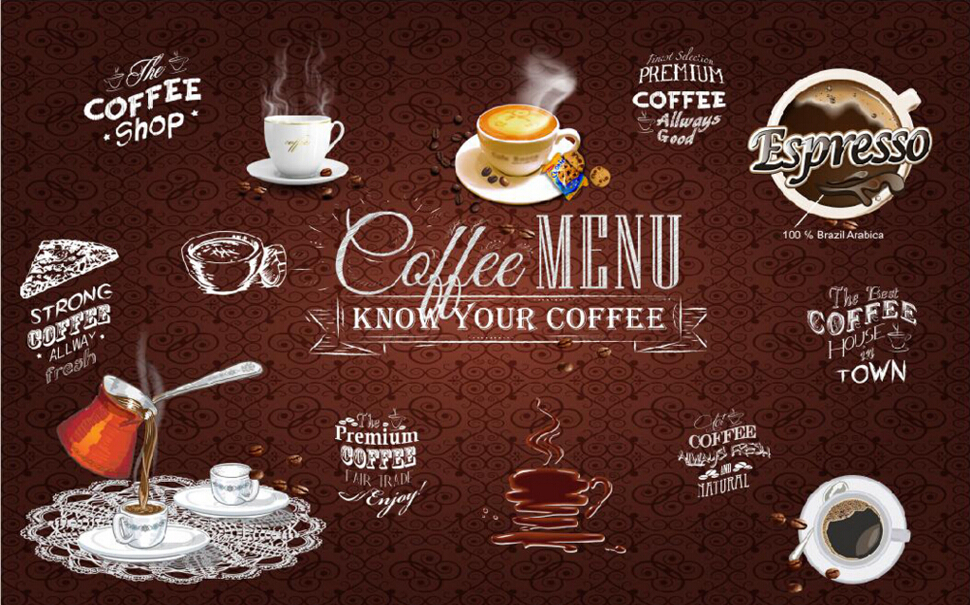 The
COFFEE
Shop
coffee
Finest Selection
PREMIUM
COFFEE
Allways
Good
Espresso
100 % Brazil Arabica
Coffee MENU
KNOW YOUR COFFEE
STRONG
COFFEE
ALLWAY
fresh
The Best
COFFEE
HOUSE in
TOWN
The
Premium
COFFEE
FAIR TRADE
Enjoy!
Hot
COFFEE
ALWAYS FRESH
AND
NATURAL